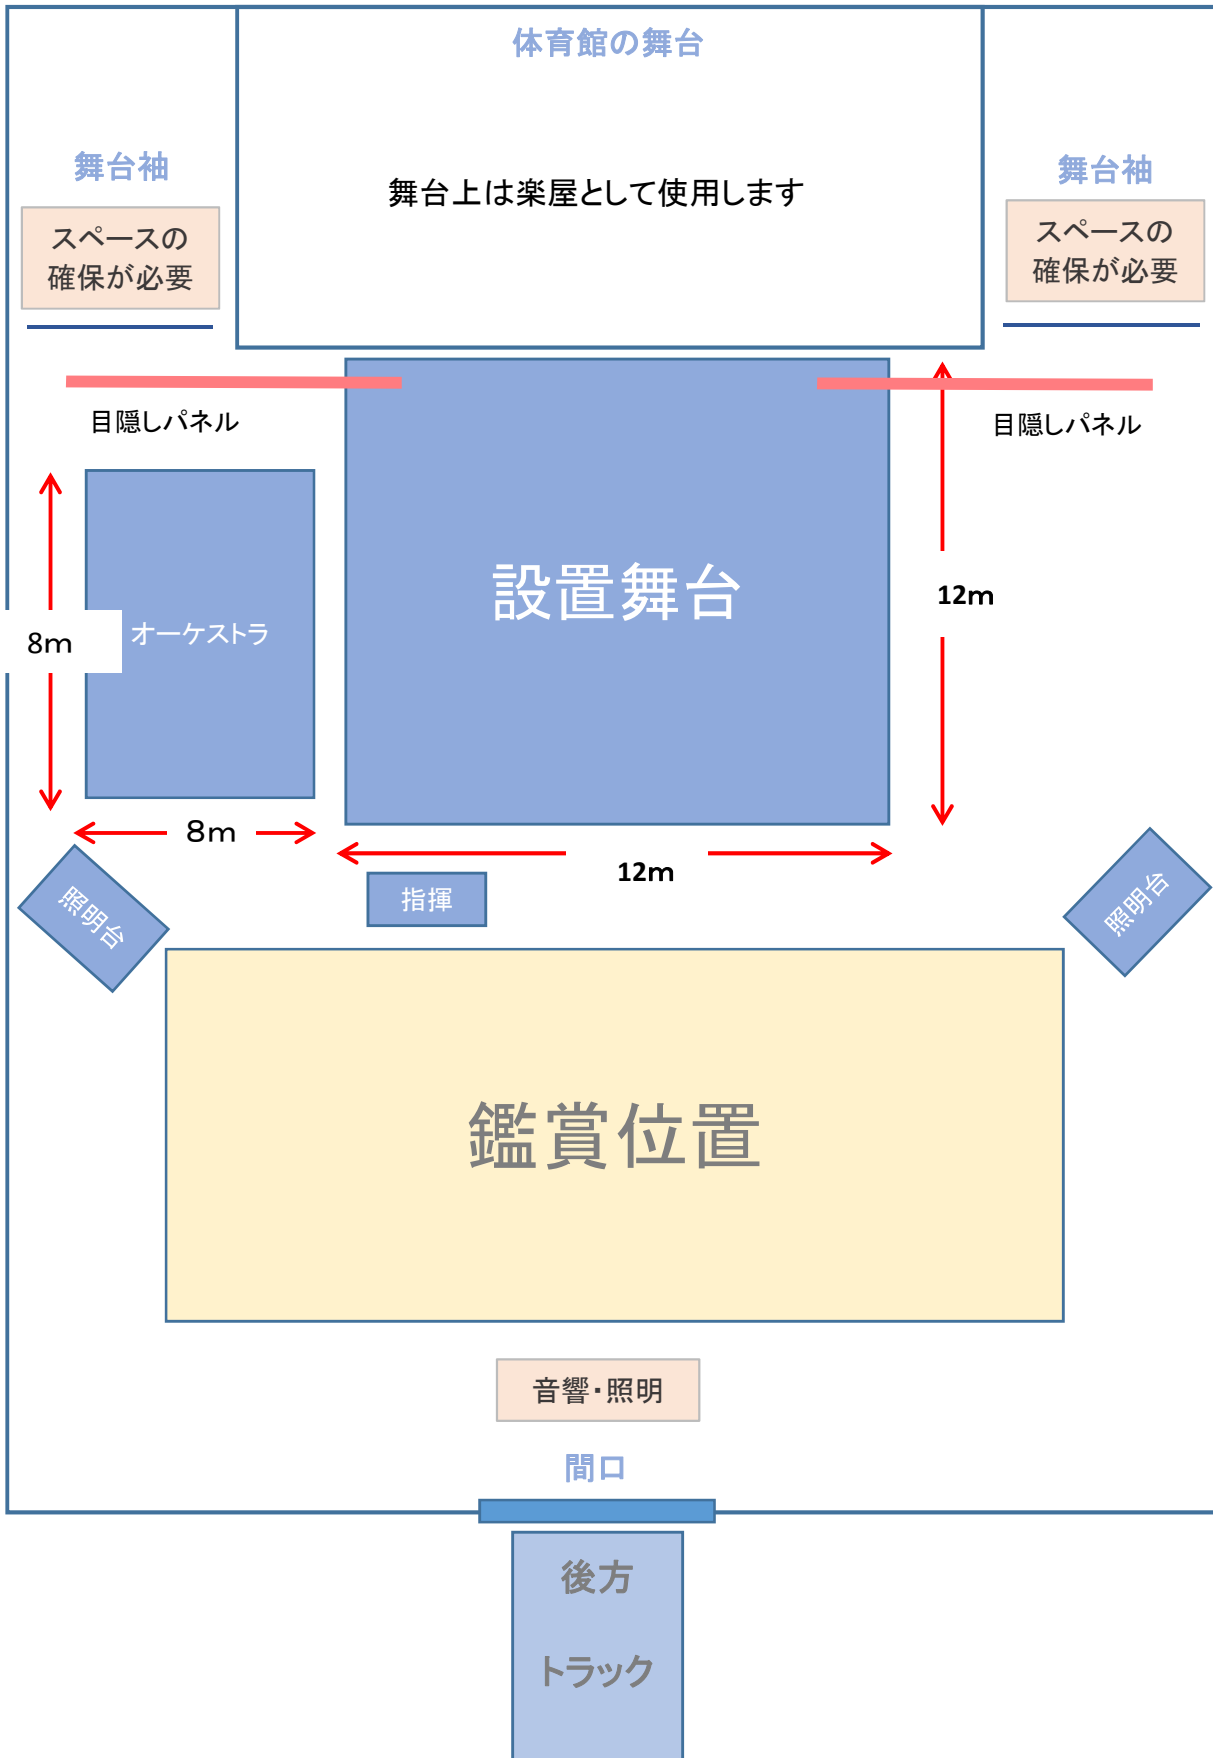 体育館の舞台
舞台袖
舞台袖
舞台上は楽屋として使用します
スペースの
確保が必要
スペースの
確保が必要
目隠しパネル
目隠しパネル
設置舞台
12m
オーケストラ
8m
8m
12m
指揮
照明台
照明台
鑑賞位置
音響・照明
間口
後方
トラック